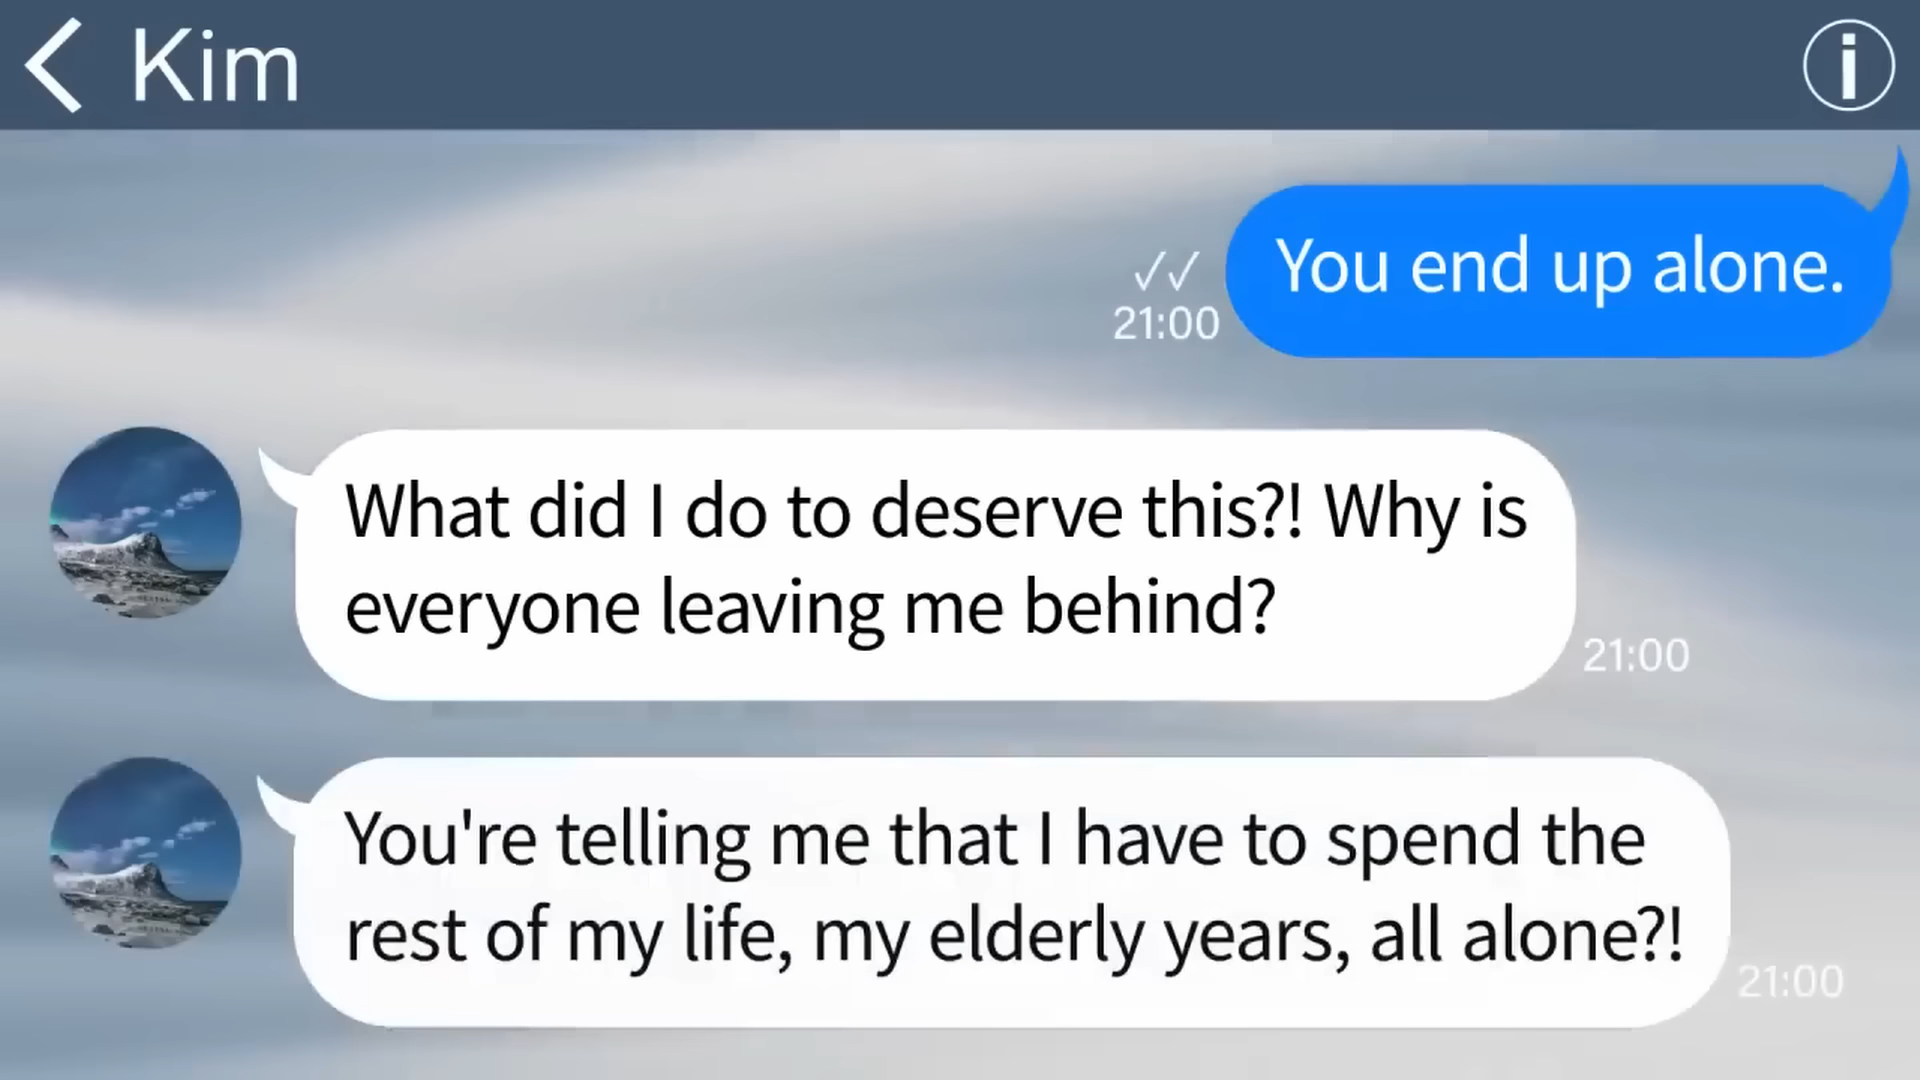 Kim
You end up alone.
✓✓
21:00
What did I do to deserve this?! Why is
everyone leaving me behind?
21:00
You're telling me that I have to spend the
rest of my life, my elderly years, all alone?!
21:00